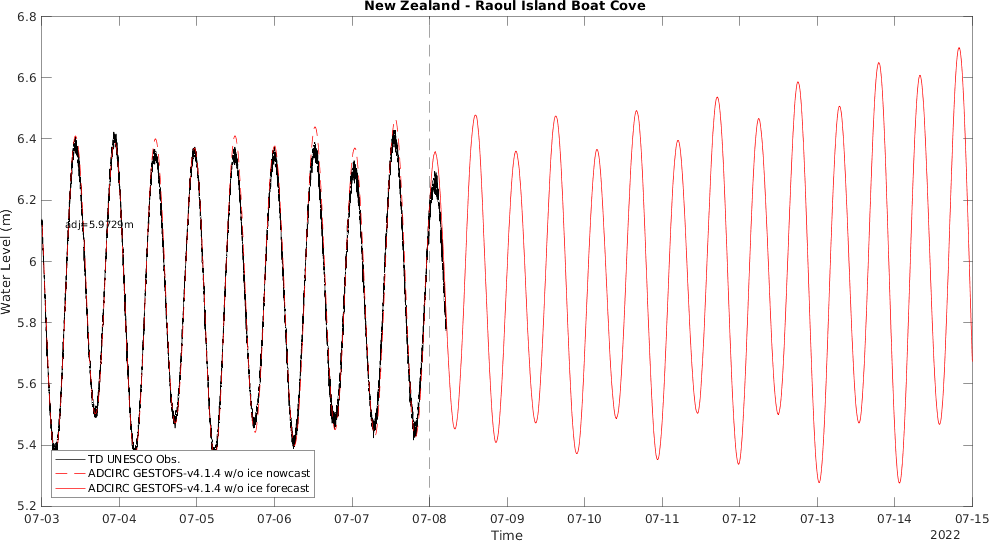 New Zealand - Raoul Island Boat Cove
Water Level (m)
6.8
6.6
6.4
6.2
6
5.8
5.6
5.4
5.2
adj=5.9729m
TD UNESCO Obs.
ADCIRC GESTOFS-v4.1.4 w/o ice nowcast
ADCIRC GESTOFS-v4.1.4 w/o ice forecast
07-03 07-04 07-05 07-06 07-07 07-08 07-09 07-10 07-11 07-12 07-13 07-14 07-15
Time
2022